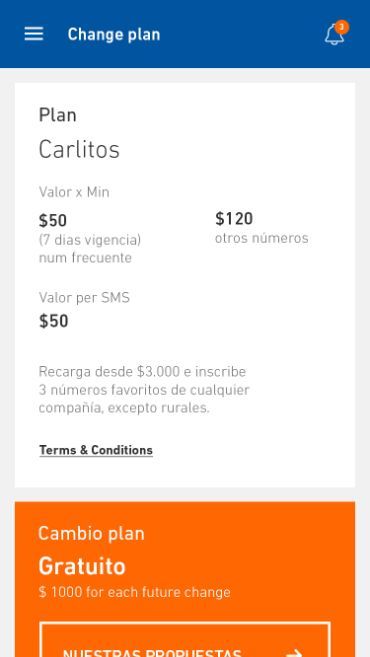 Change plan
3
Plan
Carlitos
Valor x Min
$50
(7 dias vigencia)
num frecuente
$120
otros números
Valor per SMS
$50
Recarga desde $3.000 e inscribe
3 números favoritos de cualquier
compañía, excepto rurales.
Terms & Conditions
Cambio plan
Gratuito
$ 1000 for each future change
NUESTRAS PROPUESTAS